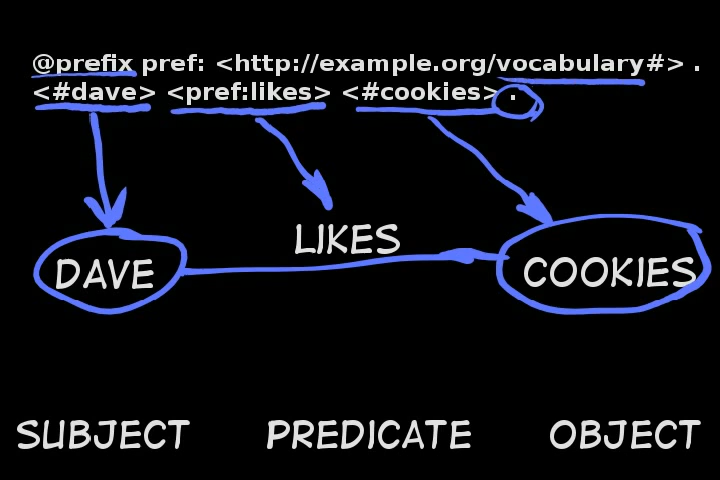 @prefix pref: <http://example.org/vocabulary#> .
<#dave> <pref:likes> <#cookies> .
LIKES
DAVE
COOKIES
SUBJECT PREDICATE OBJECT